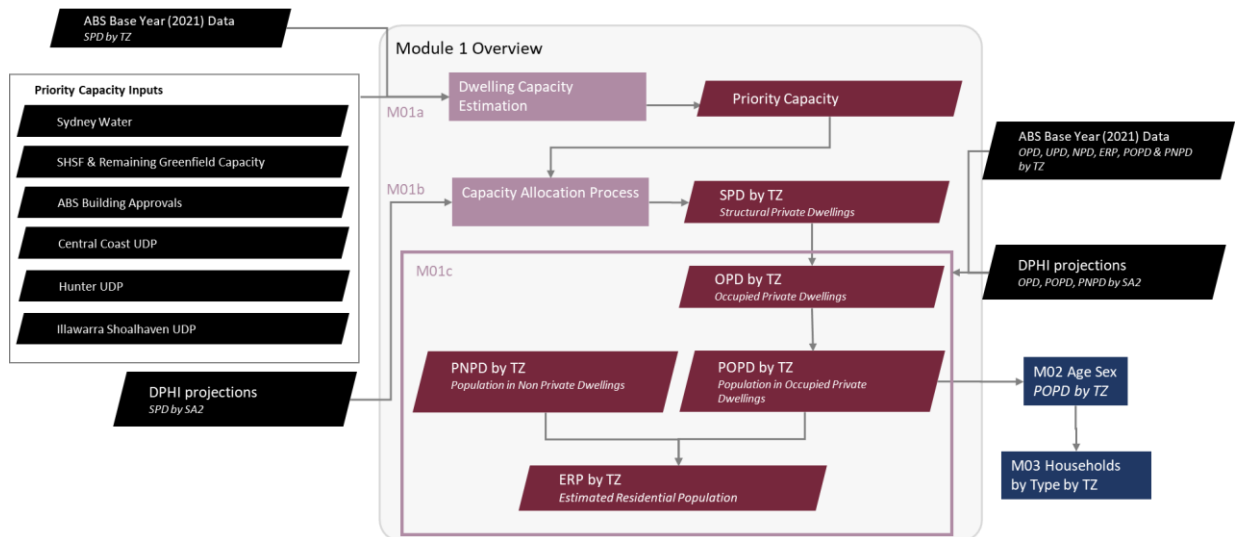 ABS Base Year (2021) Data
SPD by TZ
Priority Capacity Inputs
Sydney Water
SHSF & Remaining Greenfield Capacity
ABS Building Approvals
Central Coast UDP
Hunter UDP
Illawarra Shoalhaven UDP
DPHI projections
SPD by SA2
Module 1 Overview
M01a
Dwelling Capacity
Estimation
Priority Capacity
M01b
Capacity Allocation Process
SPD by TZ
Structural Private Dwellings
M01c
OPD by TZ
Occupied Private Dwellings
PNPD by TZ
Population in Non Private Dwellings
POPD by TZ
Population in Occupied Private
Dwellings
ERP by TZ
Estimated Residential Population
ABS Base Year (2021) Data
OPD, UPD, NPD, ERP, POPD & PNPD
by TZ
DPHI projections
OPD, POPD, PNPD by SA2
M02 Age Sex
POPD by TZ
M03 Households
by Type by TZ